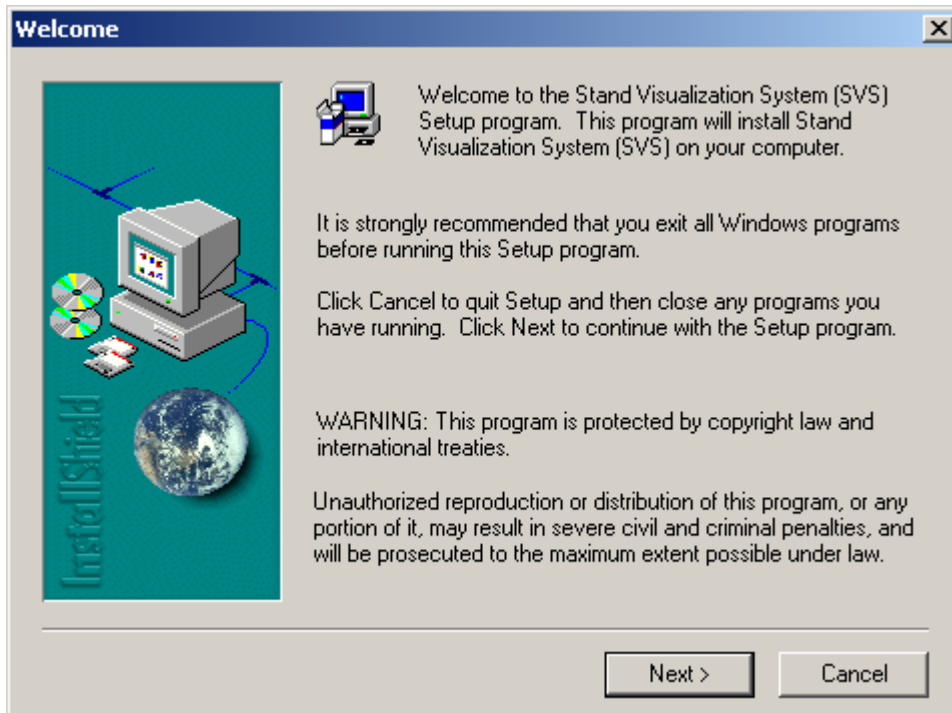 Welcome
Welcome to the Stand Visualization System (SVS)
Setup program.  This program will install Stand
Visualization System (SVS) on your computer.
It is strongly recommended that you exit all Windows programs
before running this Setup program.
Click Cancel to quit Setup and then close any programs you
have running.  Click Next to continue with the Setup program.
WARNING: This program is protected by copyright law and
international treaties.
Unauthorized reproduction or distribution of this program, or any
portion of it, may result in severe civil and criminal penalties, and
will be prosecuted to the maximum extent possible under law.
InstallShield
Next >
Cancel